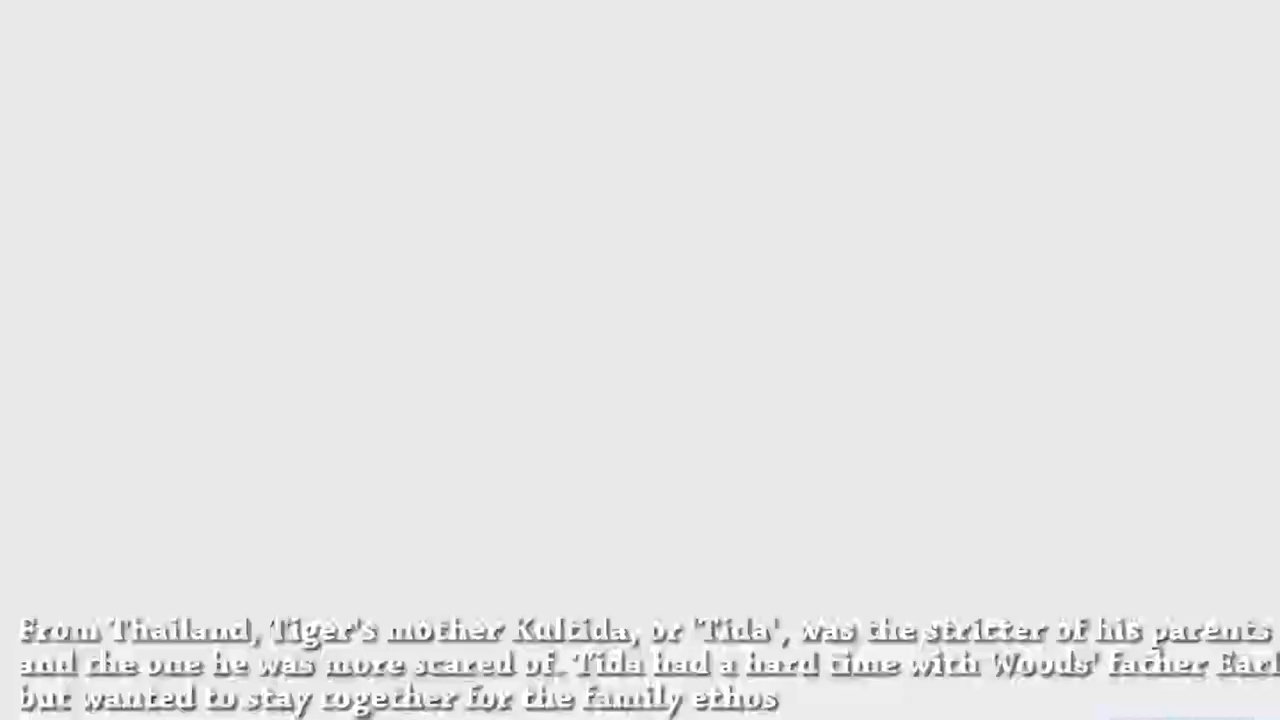 From Thailand, Tiger's mother Kultida, or 'Tida', was the stricter of his parents
and the one he was more scared of. Tida had a hard time with Woods' father Earl
but wanted to stay together for the family ethos